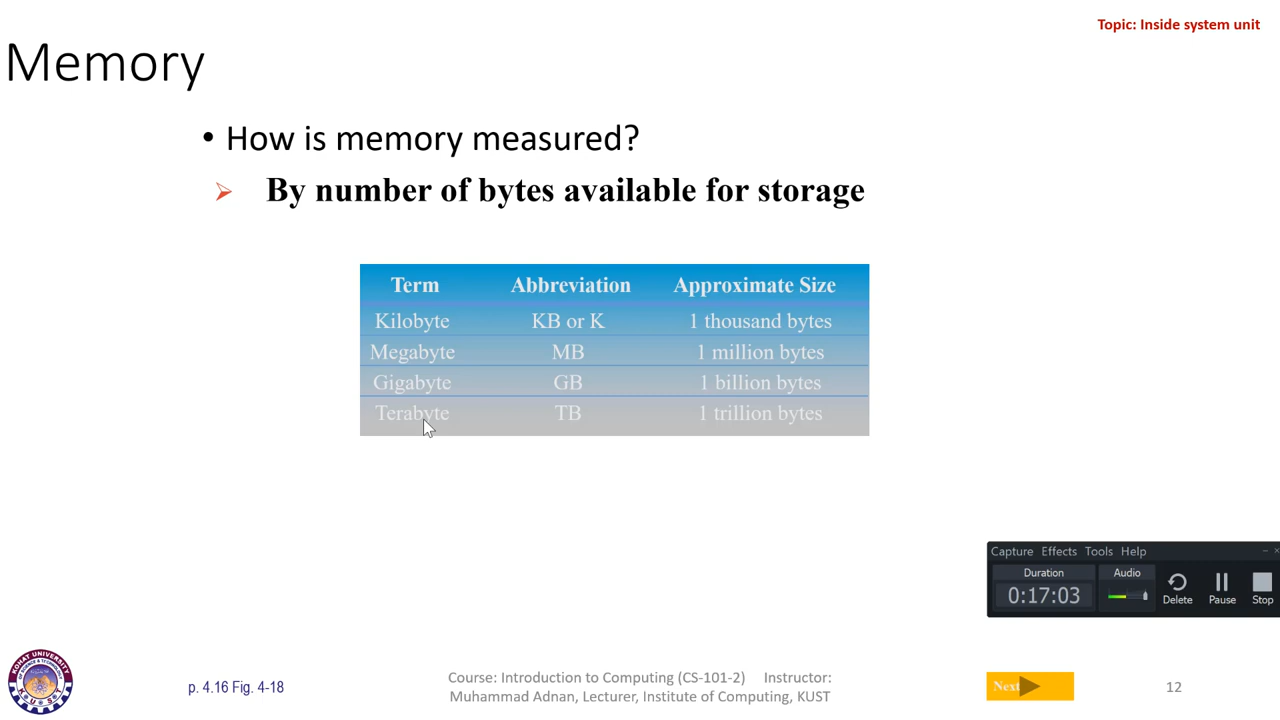 Topic: Inside system unit
Memory
• How is memory measured?
By number of bytes available for storage
Term Abbreviation Approximate Size
Kilobyte KB or K 1 thousand bytes
Megabyte MB 1 million bytes
Gigabyte GB 1 billion bytes
Terabyte TB 1 trillion bytes
Capture Effects Tools Help
Duration Audio
0:17:03
Delete Pause Stop
KOHAT UNIVERSITY
p. 4.16 Fig. 4-18
Course: Introduction to Computing (CS-101-2) Instructor:
Muhammad Adnan, Lecturer, Institute of Computing, KUST
Next
12